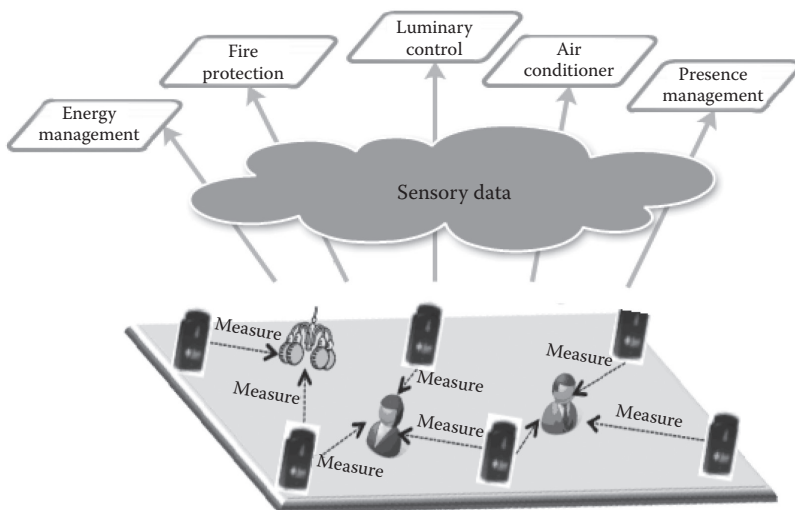 Luminary
control
Fire
protection
Air
conditioner
Presence
management
Energy
management
Sensory data
Measure
Measure
Measure
Measure
Measure
Measure
Measure